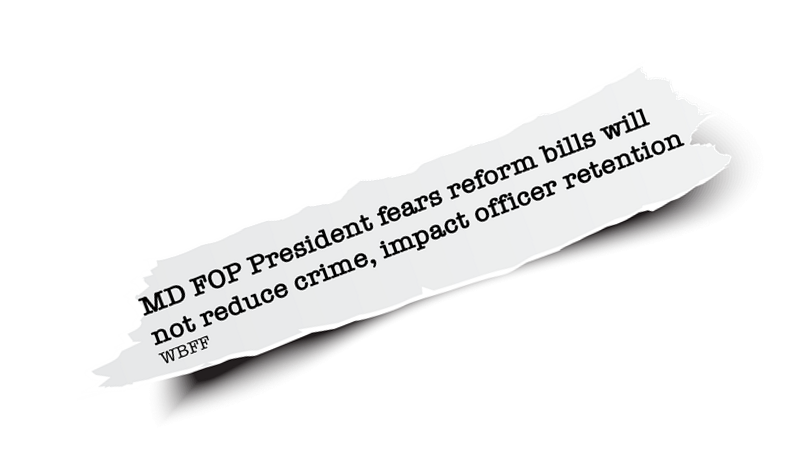 MD FOP President fears reform bills will
not reduce crime, impact officer retention
WBFF